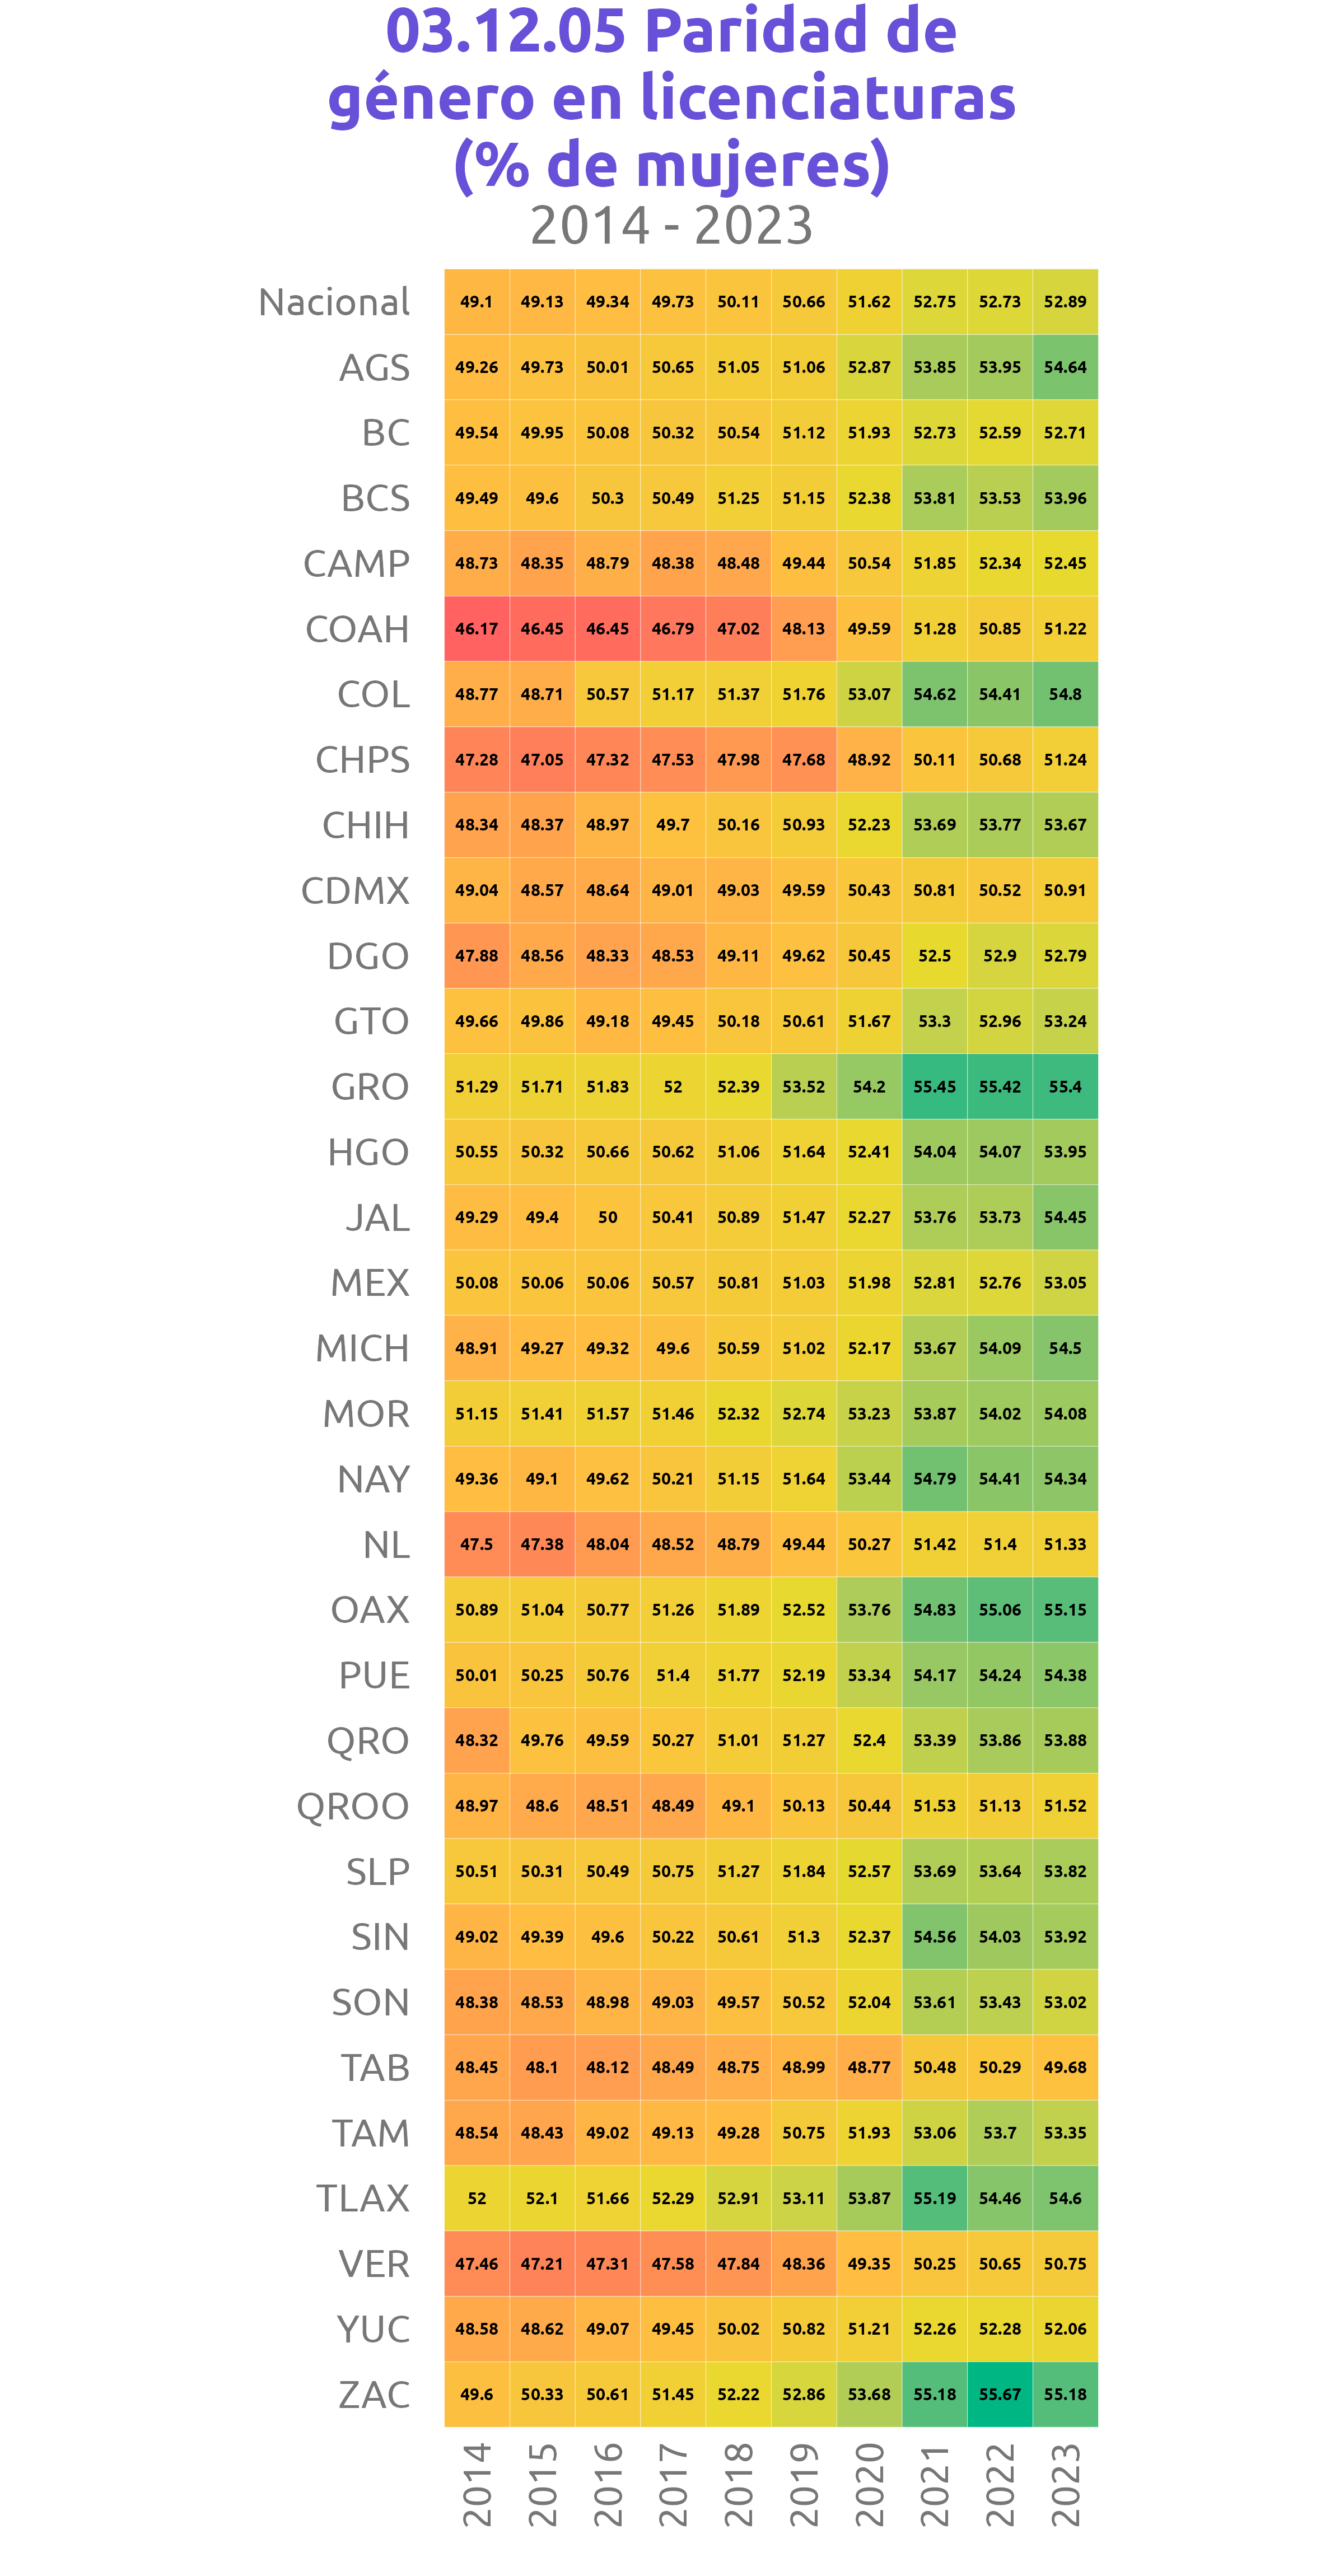 03.12.05 Paridad de
género en licenciaturas
(% de mujeres)
2014 - 2023
Nacional 49.1 49.13 49.34 49.73 50.11 50.66 51.62 52.75 52.73 52.89
AGS 49.26 49.73 50.01 50.65 51.05 51.06 52.87 53.85 53.95 54.64
BC 49.54 49.95 50.08 50.32 50.54 51.12 51.93 52.73 52.59 52.71
BCS 49.49 49.6 50.3 50.49 51.25 51.15 52.38 53.81 53.53 53.96
CAMP 48.73 48.35 48.79 48.38 48.48 49.44 50.54 51.85 52.34 52.45
COAH 46.17 46.45 46.45 46.79 47.02 48.13 49.59 51.28 50.85 51.22
COL 48.77 48.71 50.57 51.17 51.37 51.76 53.07 54.62 54.41 54.8
CHPS 47.28 47.05 47.32 47.53 47.98 47.68 48.92 50.11 50.68 51.24
CHIH 48.34 48.37 48.97 49.7 50.16 50.93 52.23 53.69 53.77 53.67
CDMX 49.04 48.57 48.64 49.01 49.03 49.59 50.43 50.81 50.52 50.91
DGO 47.88 48.56 48.33 48.53 49.11 49.62 50.45 52.5 52.9 52.79
GTO 49.66 49.86 49.18 49.45 50.18 50.61 51.67 53.3 52.96 53.24
GRO 51.29 51.71 51.83 52 52.39 53.52 54.2 55.45 55.42 55.4
HGO 50.55 50.32 50.66 50.62 51.06 51.64 52.41 54.04 54.07 53.95
JAL 49.29 49.4 50 50.41 50.89 51.47 52.27 53.76 53.73 54.45
MEX 50.08 50.06 50.06 50.57 50.81 51.03 51.98 52.81 52.76 53.05
MICH 48.91 49.27 49.32 49.6 50.59 51.02 52.17 53.67 54.09 54.5
MOR 51.15 51.41 51.57 51.46 52.32 52.74 53.23 53.87 54.02 54.08
NAY 49.36 49.1 49.62 50.21 51.15 51.64 53.44 54.79 54.41 54.34
NL 47.5 47.38 48.04 48.52 48.79 49.44 50.27 51.42 51.4 51.33
OAX 50.89 51.04 50.77 51.26 51.89 52.52 53.76 54.83 55.06 55.15
PUE 50.01 50.25 50.76 51.4 51.77 52.19 53.34 54.17 54.24 54.38
QRO 48.32 49.76 49.59 50.27 51.01 51.27 52.4 53.39 53.86 53.88
QROO 48.97 48.6 48.51 48.49 49.1 50.13 50.44 51.53 51.13 51.52
SLP 50.51 50.31 50.49 50.75 51.27 51.84 52.57 53.69 53.64 53.82
SIN 49.02 49.39 49.6 50.22 50.61 51.3 52.37 54.56 54.03 53.92
SON 48.38 48.53 48.98 49.03 49.57 50.52 52.04 53.61 53.43 53.02
TAB 48.45 48.1 48.12 48.49 48.75 48.99 48.77 50.48 50.29 49.68
TAM 48.54 48.43 49.02 49.13 49.28 50.75 51.93 53.06 53.7 53.35
TLAX 52 52.1 51.66 52.29 52.91 53.11 53.87 55.19 54.46 54.6
VER 47.46 47.21 47.31 47.58 47.84 48.36 49.35 50.25 50.65 50.75
YUC 48.58 48.62 49.07 49.45 50.02 50.82 51.21 52.26 52.28 52.06
ZAC 49.6 50.33 50.61 51.45 52.22 52.86 53.68 55.18 55.67 55.18
2014 2015 2016 2017 2018 2019 2020 2021 2022 2023